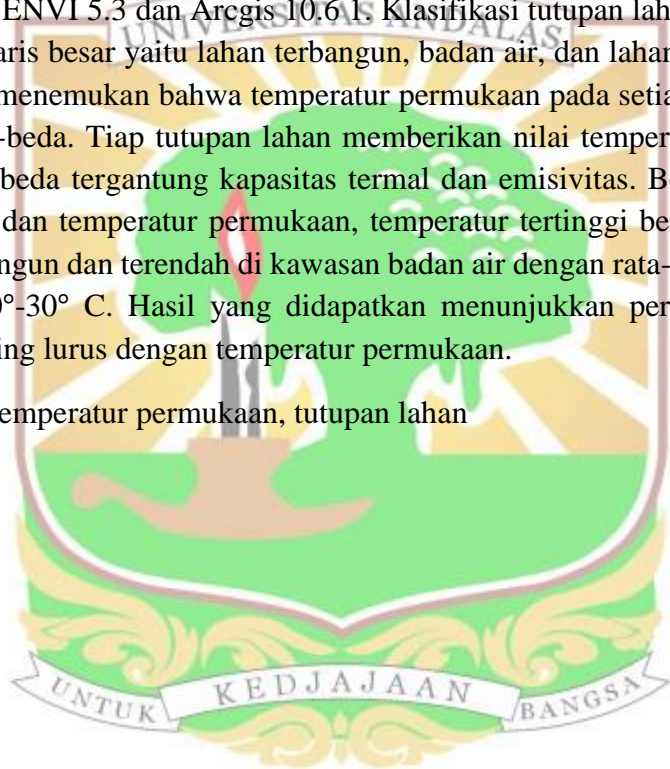 ENVI 5.3 dan Arcgis 10.6 1. Klasifikasi tutupan lah
UNIVERSITAS ANDALAS
aris besar yaitu lahan terbangun, badan air, dan lahan
menemukan bahwa temperatur permukaan pada setia
-beda. Tiap tutupan lahan memberikan nilai temper
beda tergantung kapasitas termal dan emisivitas. B
dan temperatur permukaan, temperatur tertinggi be
ngun dan terendah di kawasan badan air dengan rata-
0°-30° C. Hasil yang didapatkan menunjukkan per
ing lurus dengan temperatur permukaan.
emperatur permukaan, tutupan lahan
UNTUK KEDJAJAAN BANGSA